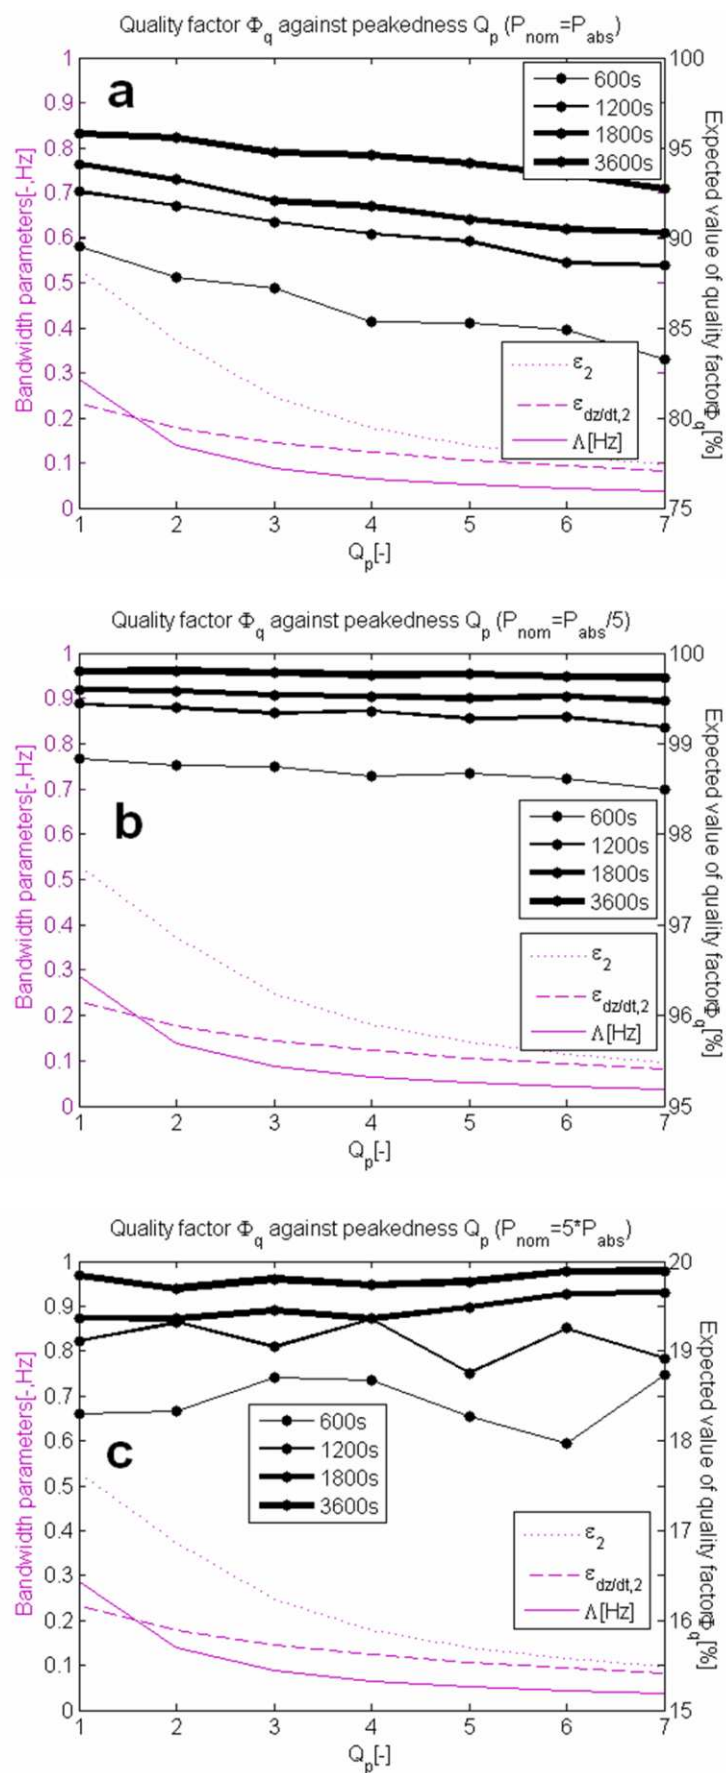 Quality factor Φq against peakedness Qp (Pnom=Pabs)
a
1
0.9
0.8
0.7
0.6
0.5
0.4
0.3
0.2
0.1
0
Bandwidth parameters[-,Hz]
600s
1200s
1800s
3600s
ε2
εdz/dt,2
Λ[Hz]
100
95
90
85
80
75
Expected value of quality factorΦq[%]
1 2 3 4 5 6 7
Qp[-]
Quality factor Φq against peakedness Qp (Pnom=Pabs/5)
b
1
0.9
0.8
0.7
0.6
0.5
0.4
0.3
0.2
0.1
0
Bandwidth parameters[-,Hz]
600s
1200s
1800s
3600s
ε2
εdz/dt,2
Λ[Hz]
100
99
98
97
96
95
Expected value of quality factorΦq[%]
1 2 3 4 5 6 7
Qp[-]
Quality factor Φq against peakedness Qp (Pnom=5*Pabs)
c
1
0.9
0.8
0.7
0.6
0.5
0.4
0.3
0.2
0.1
0
Bandwidth parameters[-,Hz]
600s
1200s
1800s
3600s
ε2
εdz/dt,2
Λ[Hz]
20
19
18
17
16
15
Expected value of quality factorΦq[%]
1 2 3 4 5 6 7
Qp[-]